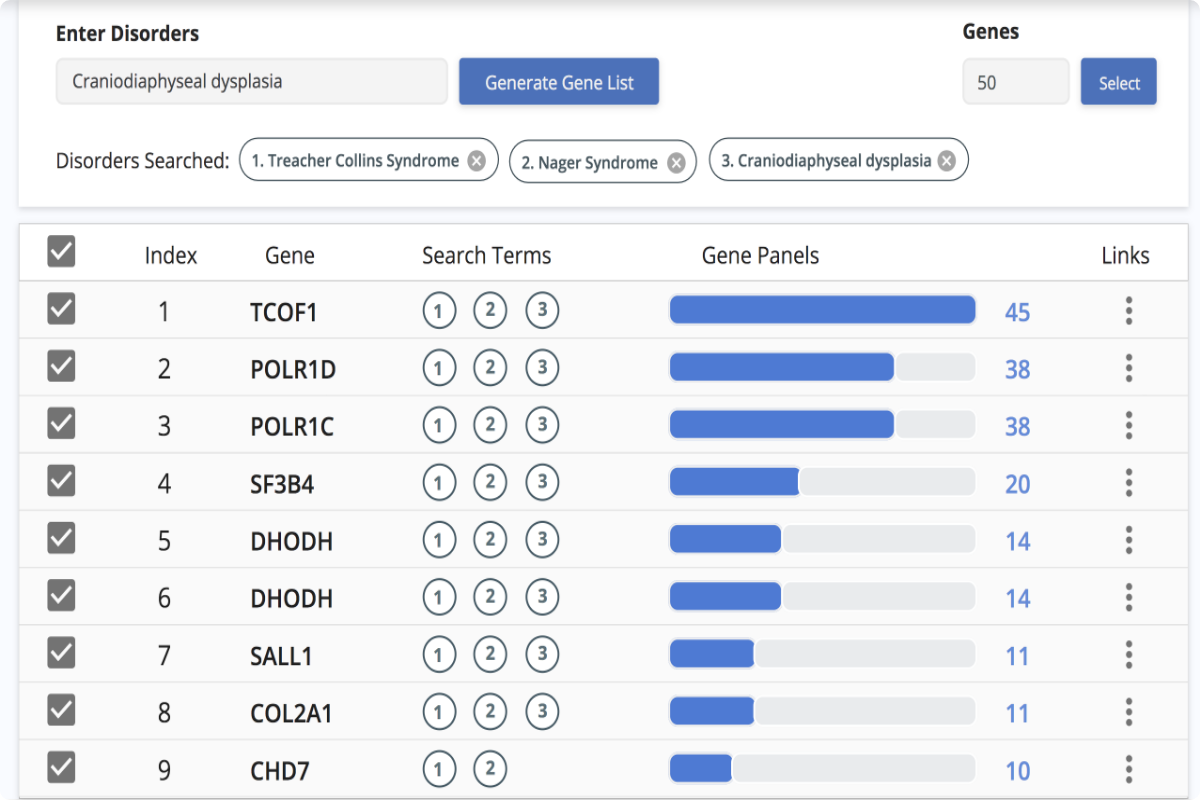 Enter Disorders
Genes
Craniodiaphyseal dysplasia
Generate Gene List
50
Select
Disorders Searched: 1. Treacher Collins Syndrome 2. Nager Syndrome 3. Craniodiaphyseal dysplasia
Index Gene Search Terms Gene Panels Links
1 TCOF1 1 2 3 45
2 POLR1D 1 2 3 38
3 POLR1C 1 2 3 38
4 SF3B4 1 2 3 20
5 DHODH 1 2 3 14
6 DHODH 1 2 3 14
7 SALL1 1 2 3 11
8 COL2A1 1 2 3 11
9 CHD7 1 2 10